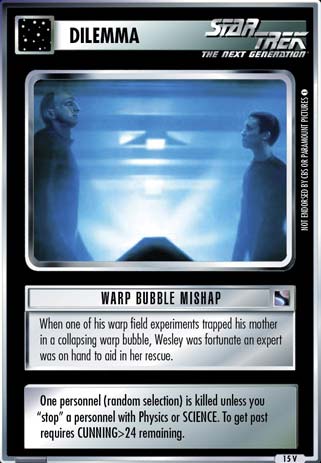 DILEMMA
STAR TREK
THE NEXT GENERATION
NOT ENDORSED BY CBS OR PARAMOUNT PICTURES
WARP BUBBLE MISHAP
When one of his warp field experiments trapped his mother
in a collapsing warp bubble, Wesley was fortunate an expert
was on hand to aid in her rescue.
One personnel (random selection) is killed unless you
"stop" a personnel with Physics or SCIENCE. To get past
requires CUNNING>24 remaining.
15 V